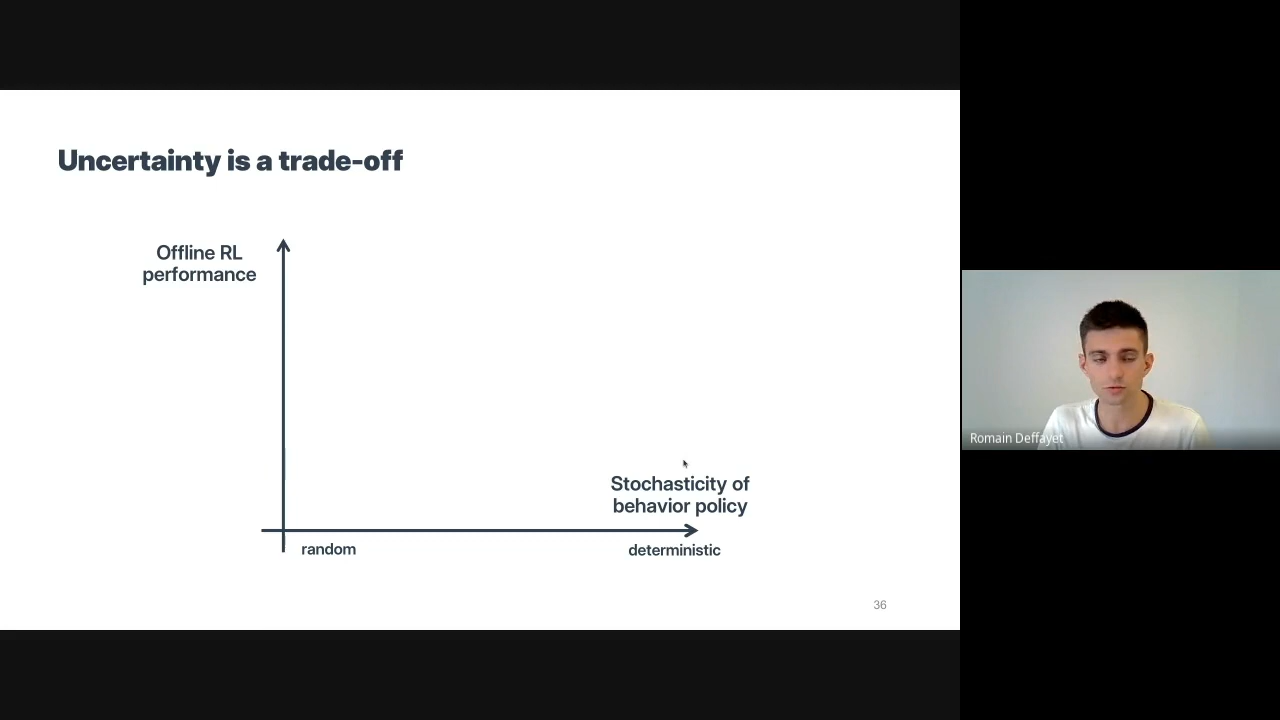 Uncertainty is a trade-off
Offline RL
performance
Stochasticity of
behavior policy
random
deterministic
36
Romain Deffayet